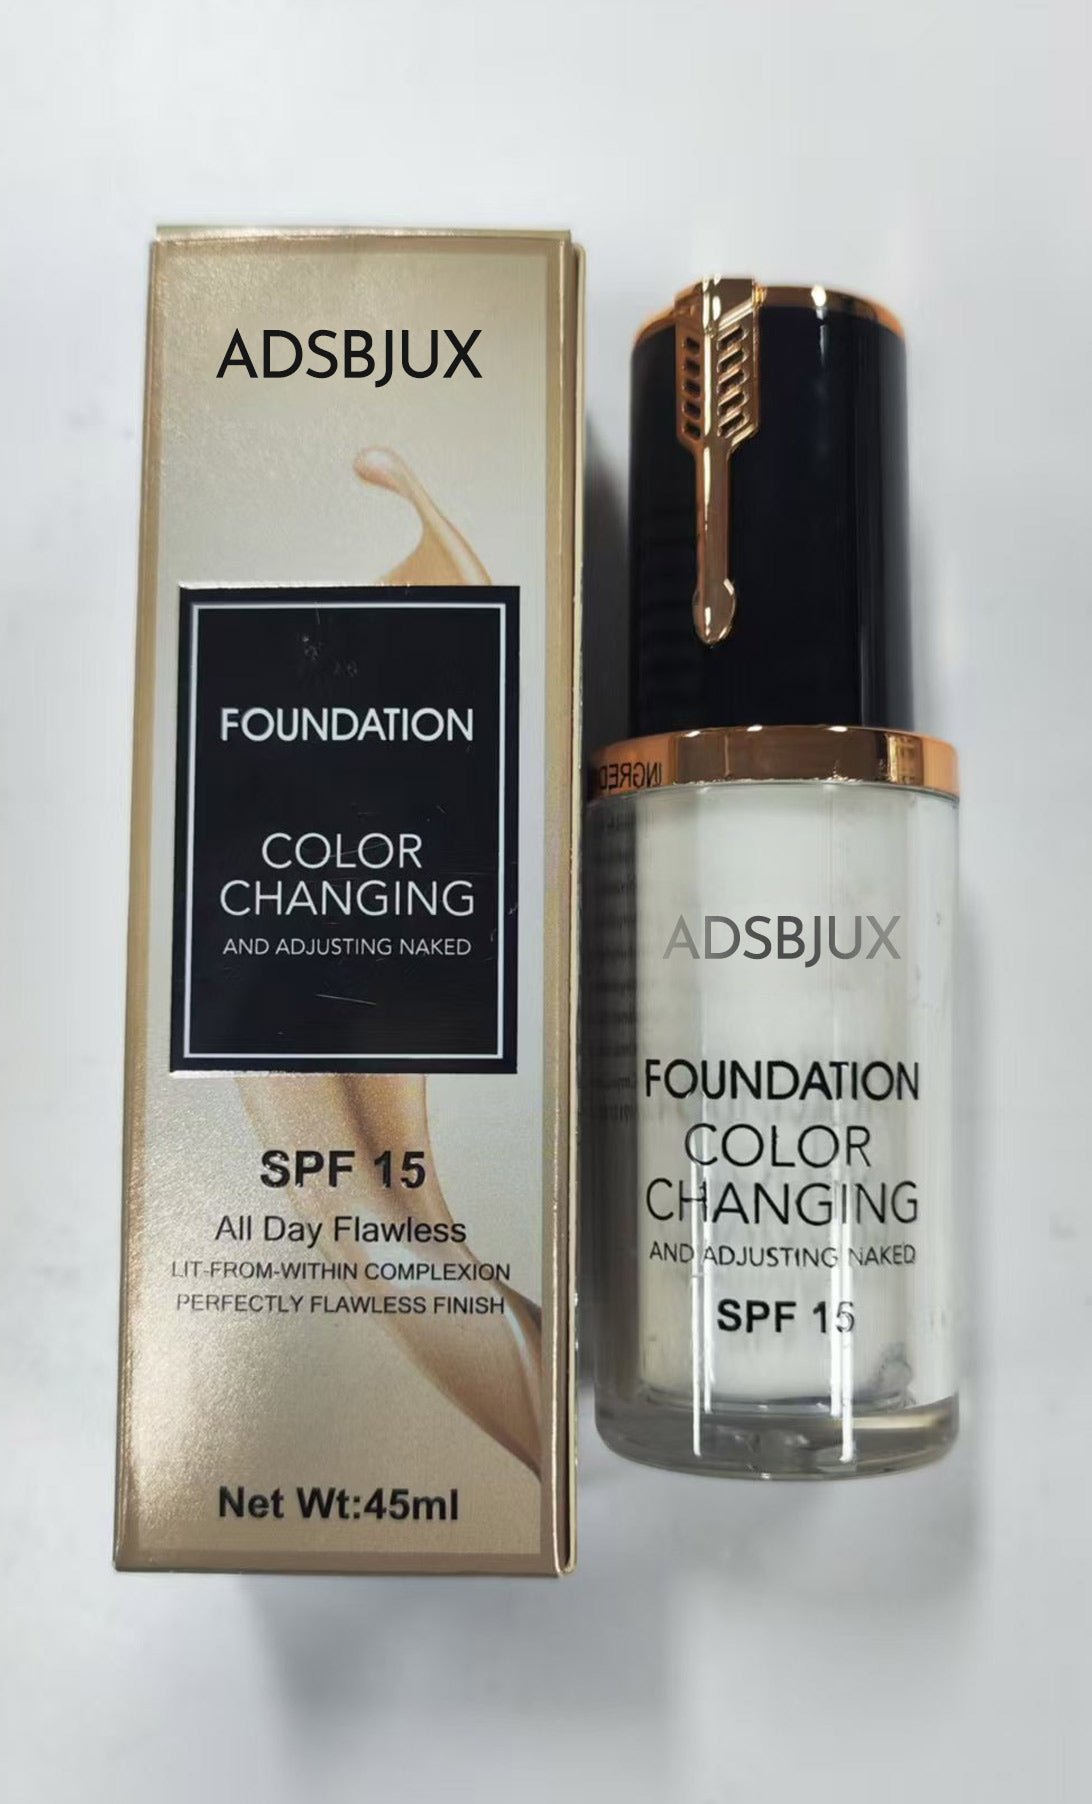 ADSBJUX
FOUNDATION
COLOR
CHANGING
AND ADJUSTING NAKED
SPF 15
All Day Flawless
LIT-FROM-WITHIN COMPLEXION
PERFECTLY FLAWLESS FINISH
Net Wt:45ml
ADSBJUX
FOUNDATION
COLOR
CHANGING
AND ADJUSTING NAKED
SPF 15